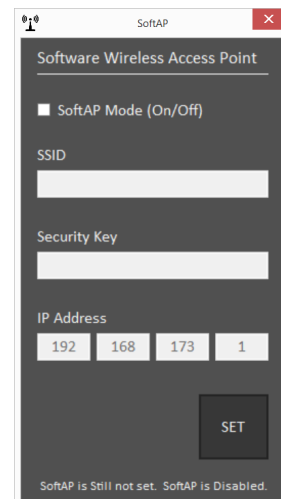 SoftAP
Software Wireless Access Point
SoftAP Mode (On/Off)
SSID
Security Key
IP Address
192 168 173 1
SET
SoftAP is Still not set. SoftAP is Disabled.